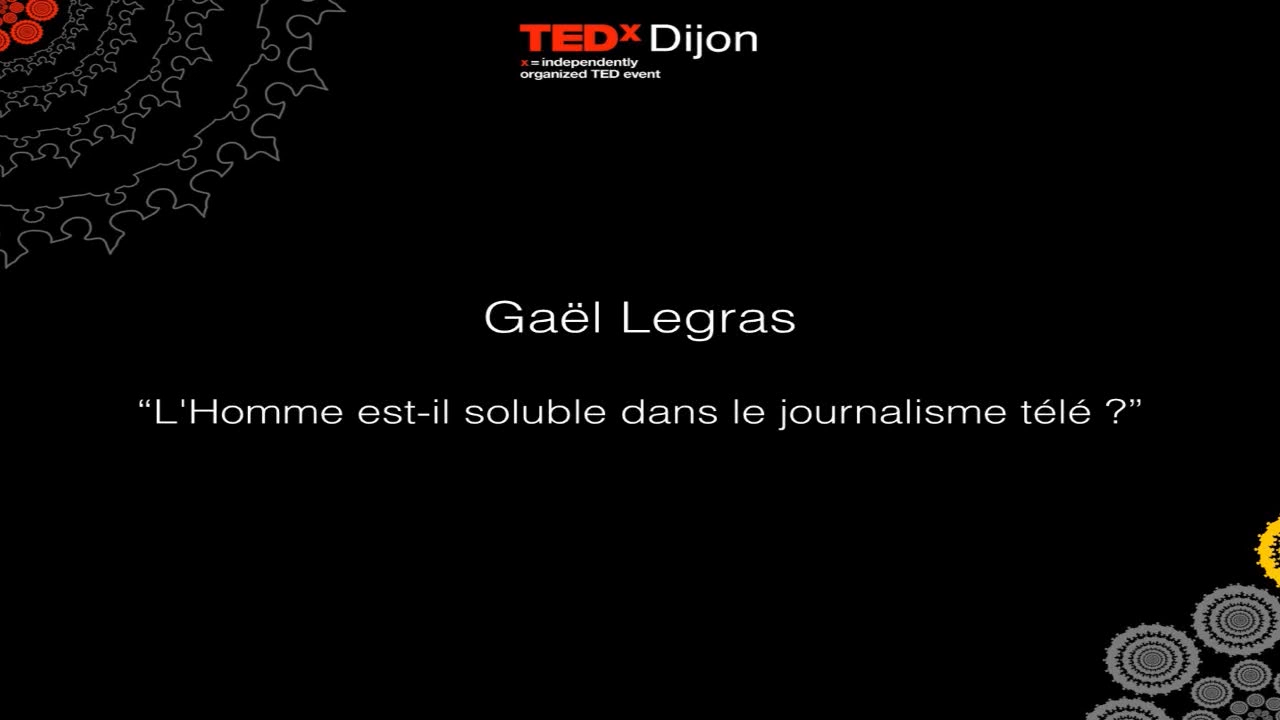 TEDx Dijon
x = independently
organized TED event
Gaël Legras
“L'Homme est-il soluble dans le journalisme télé ?”